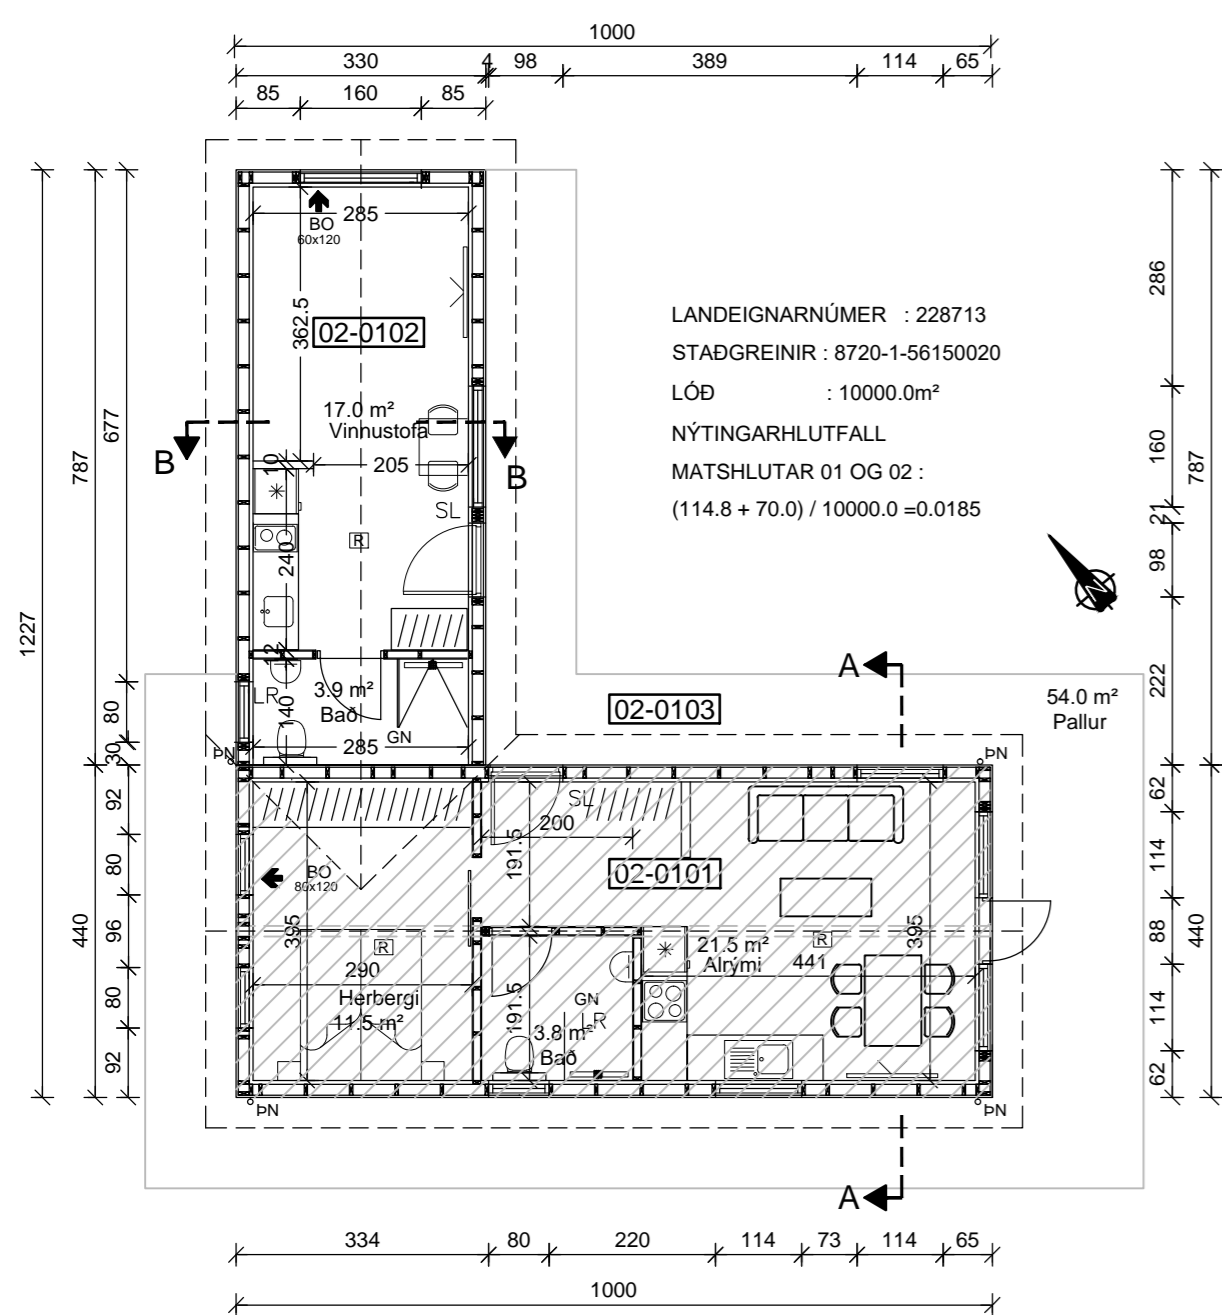 1000
330 4 98 389 114 65
85 160 85
1227
787
440
677
80
30
92
80
96
80
92
286
160
21
98
222
62
114
88
114
62
787
440
BO
60x120
285
362.5
02-0102
17.0 m²
Vinnustofa
B
B
10
205
SL
R
240
12
LR
3.9 m²
Bað
140
GN
285
ÞN
LANDEIGNARNÚMER : 228713
STAÐGREINIR : 8720-1-56150020
LÓÐ : 10000.0m²
NÝTINGARHLUTFALL
MATSHLUTAR 01 OG 02 :
(114.8 + 70.0) / 10000.0 =0.0185
A
02-0103
54.0 m²
Pallur
ÞN
SL
200
191.5
BO
80x120
02-0101
395
R
290
Herbergi
11.5 m²
21.5 m²
Alrými
R
441
395
191.5
GN
LR
3.8 m²
Bað
ÞN
ÞN
A
334 80 220 114 73 114 65
1000